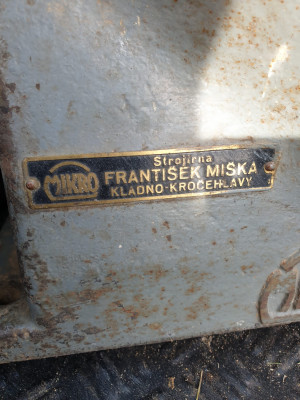 MIKRO
Strojírna
FRANTIŠEK MIŠKA
KLADNO-KROČEHLAVY